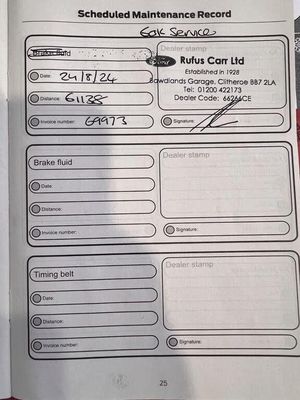 Scheduled Maintenance Record
60k Service
Brake fluid
Dealer stamp
Rufus Carr Ltd
Established in 1928
Date: 24/8/24
Bawdlands Garage, Clitheroe BB7 2LA
Tel: 01200 422173
Distance: 61138
Dealer Code: 66266CE
Invoice number: 69973
Signature:
Brake fluid
Dealer stamp
Date:
Distance:
Invoice number:
Signature:
Timing belt
Dealer stamp
Date:
Distance:
Invoice number:
Signature:
25